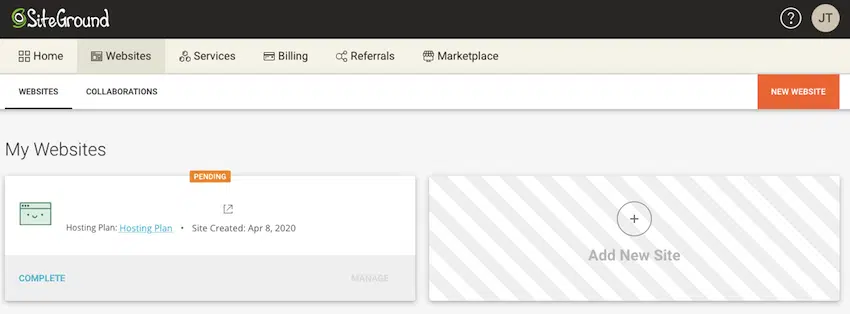 SiteGround
? JT
Home Websites Services Billing Referrals Marketplace
WEBSITES COLLABORATIONS NEW WEBSITE
My Websites
PENDING
Hosting Plan: Hosting Plan • Site Created: Apr 8, 2020
COMPLETE MANAGE
+
Add New Site